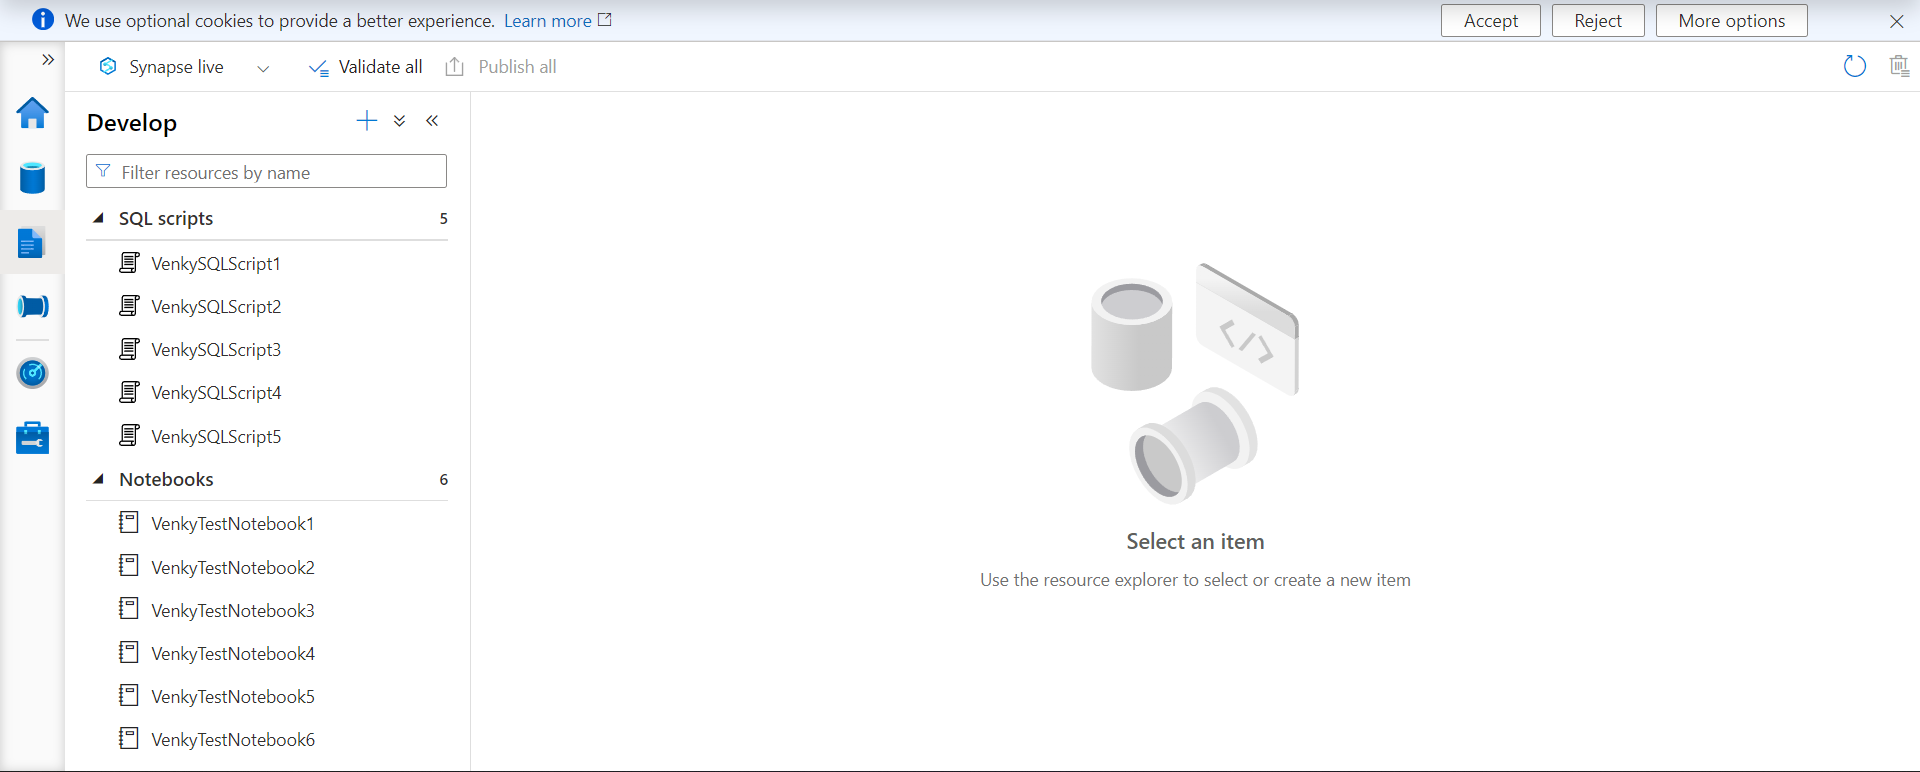 We use optional cookies to provide a better experience. Learn more
Accept
Reject
More options
Synapse live
Validate all
Publish all
Develop
Filter resources by name
SQL scripts 5
VenkySQLScript1
VenkySQLScript2
VenkySQLScript3
VenkySQLScript4
VenkySQLScript5
Notebooks 6
VenkyTestNotebook1
VenkyTestNotebook2
VenkyTestNotebook3
VenkyTestNotebook4
VenkyTestNotebook5
VenkyTestNotebook6
Select an item
Use the resource explorer to select or create a new item